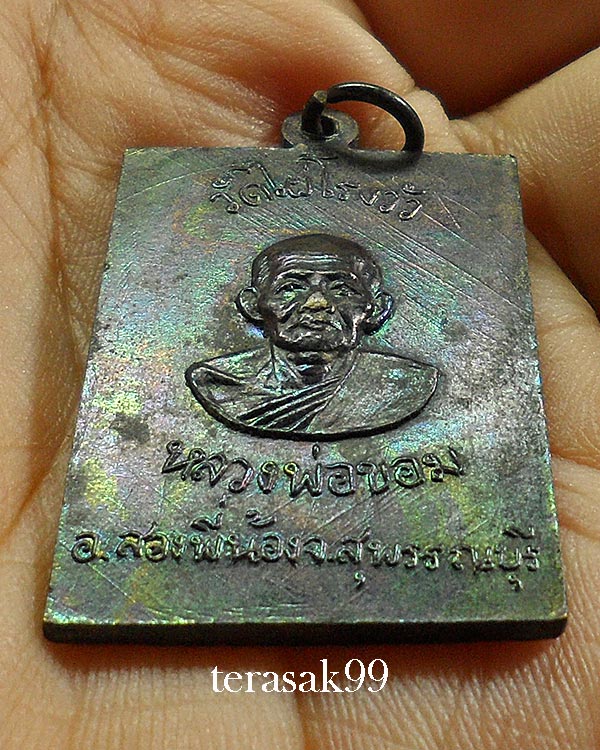 วัดไผ่โรงวัว
หลวงพ่อขอม
อ.สองพี่น้องจ.สุพรรณบุรี
terasak99